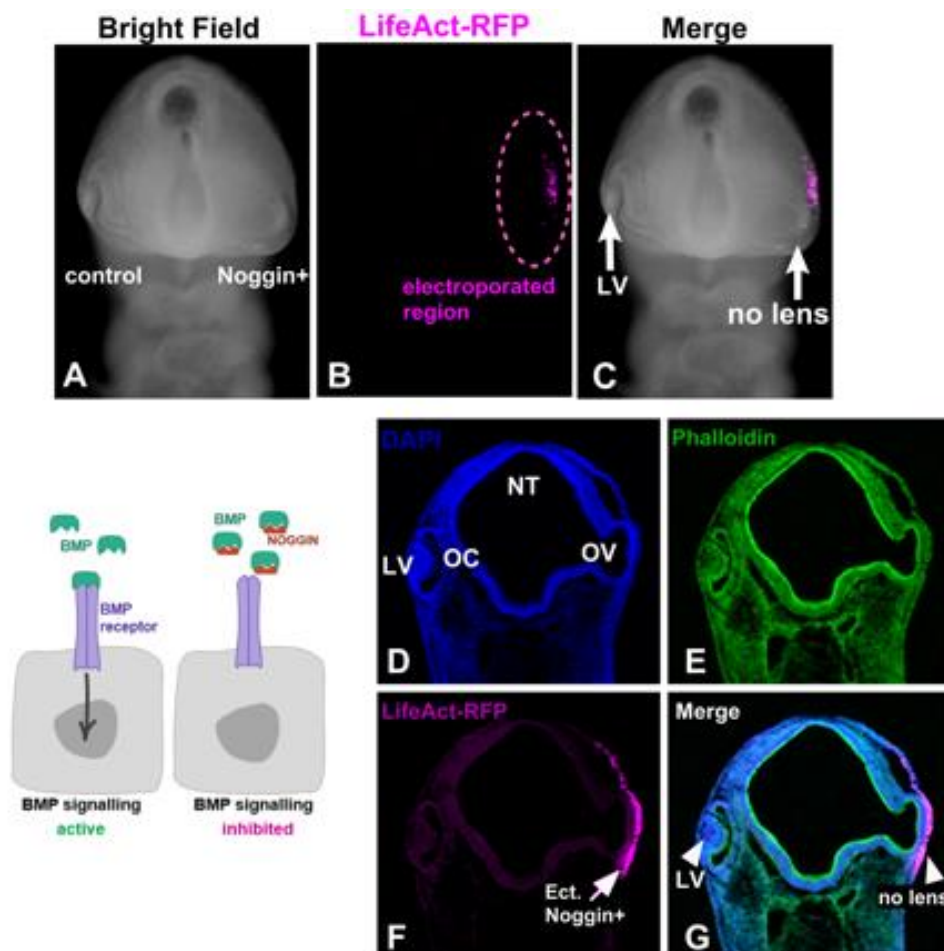 Bright Field
LifeAct-RFP
Merge
control
Noggin+
A
electroporated
region
B
LV
no lens
C
BMP
BMP
receptor
BMP signalling
active
BMP
NOGGIN
BMP signalling
inhibited
DAPI
NT
LV
OC
OV
D
Phalloidin
E
LifeAct-RFP
Ect.
Noggin+
F
Merge
LV
no lens
G